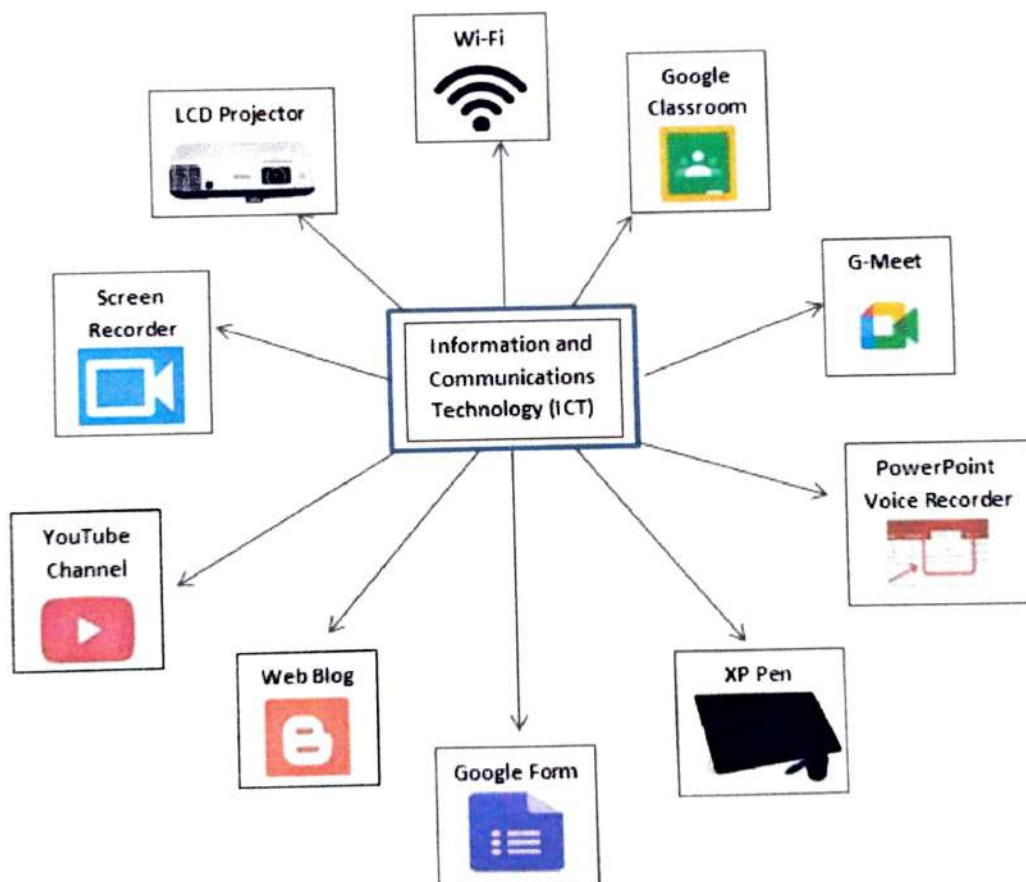 Wi-Fi
Google
Classroom
LCD Projector
G-Meet
Screen
Recorder
Information and
Communications
Technology (ICT)
PowerPoint
Voice Recorder
YouTube
Channel
Web Blog
XP Pen
Google Form